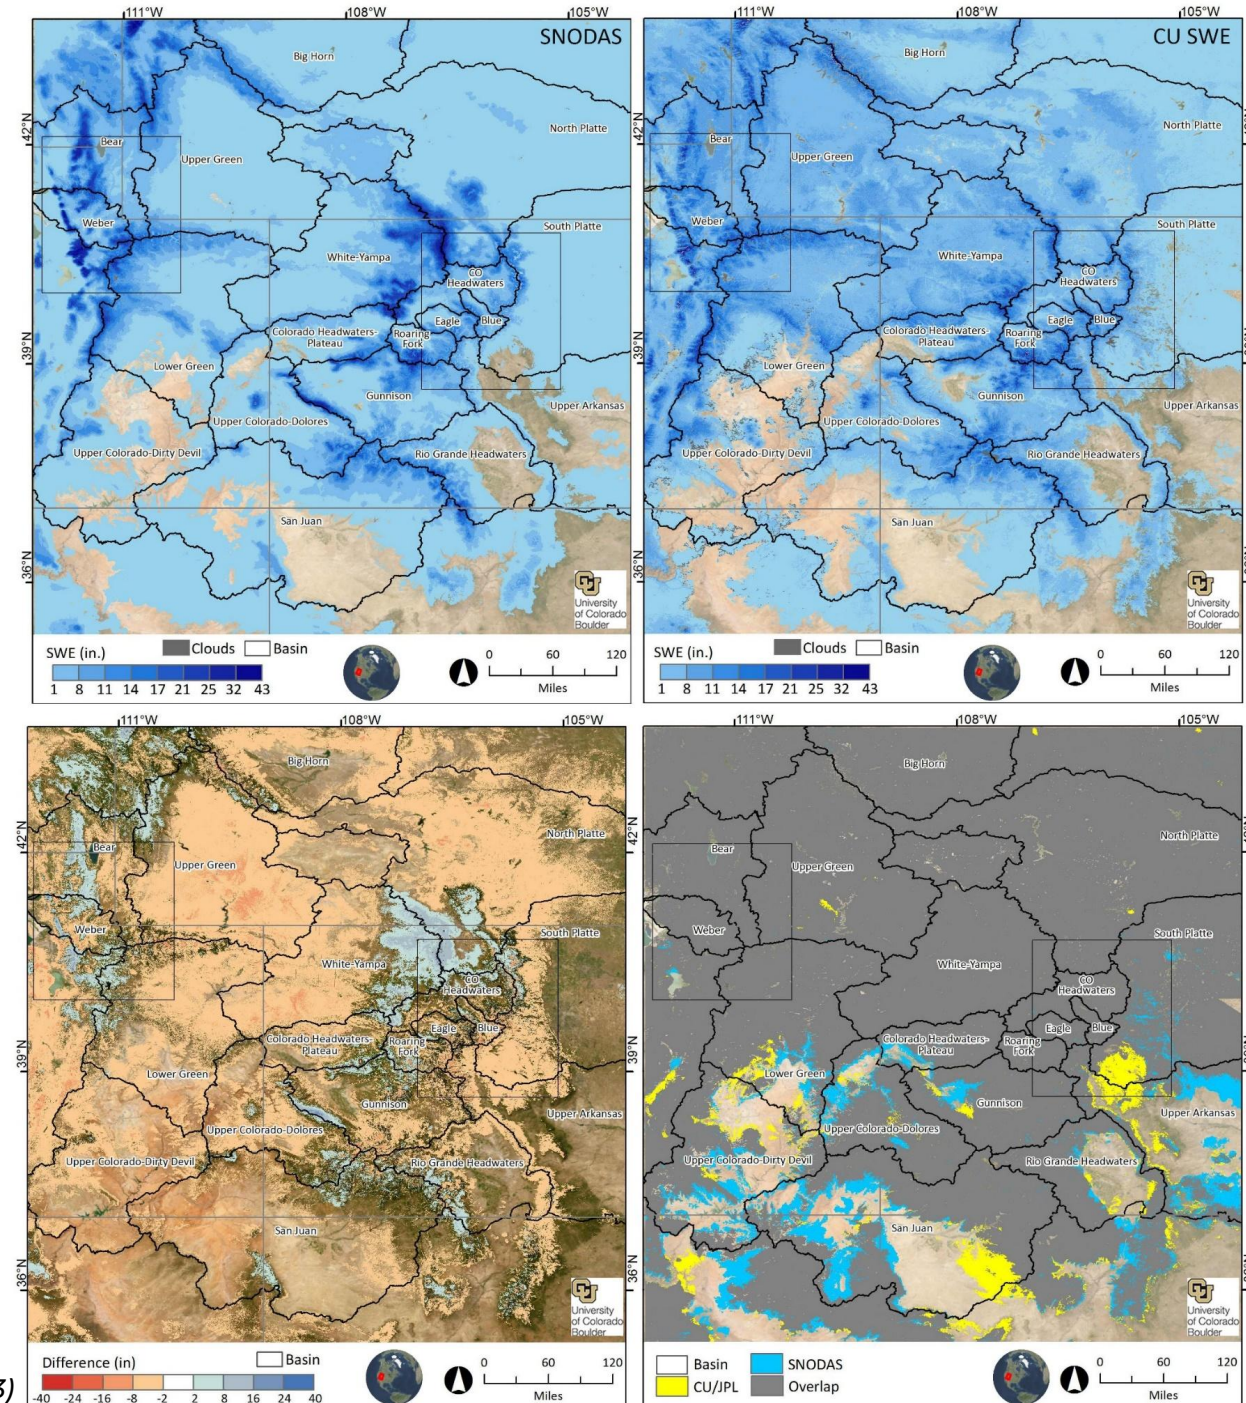 111°W 108°W 105°W
SNODAS
Big Horn
42°N
North Platte
Bear
Upper Green
Weber
South Platte
White-Yampa
CO
Headwaters
Eagle
Blue
Colorado Headwaters-
Plateau
Roaring
Fork
39°N
Lower Green
Gunnison
Upper Arkansas
Upper Colorado-Dolores
Upper Colorado-Dirty Devil
Rio Grande Headwaters
San Juan
36°N
University
of Colorado
Boulder
SWE (in.)
Clouds
Basin
1 8 11 14 17 21 25 32 43
0 60 120
Miles
111°W 108°W 105°W
CU SWE
Big Horn
42°N
North Platte
Bear
Upper Green
Weber
South Platte
White-Yampa
CO
Headwaters
Eagle
Blue
Colorado Headwaters-
Plateau
Roaring
Fork
39°N
Lower Green
Gunnison
Upper Arkansas
Upper Colorado-Dolores
Upper Colorado-Dirty Devil
Rio Grande Headwaters
San Juan
36°N
University
of Colorado
Boulder
SWE (in.)
Clouds
Basin
1 8 11 14 17 21 25 32 43
0 60 120
Miles
111°W 108°W 105°W
Big Horn
42°N
North Platte
Bear
Upper Green
Weber
South Platte
White-Yampa
CO
Headwaters
Eagle
Blue
Colorado Headwaters-
Plateau
Roaring
Fork
39°N
Lower Green
Gunnison
Upper Arkansas
Upper Colorado-Dolores
Upper Colorado-Dirty Devil
Rio Grande Headwaters
San Juan
36°N
University
of Colorado
Boulder
3)
Difference (in)
Basin
-40 -24 -16 -8 -2 2 8 16 24 40
0 60 120
Miles
111°W 108°W 105°W
Big Horn
42°N
North Platte
Bear
Upper Green
Weber
South Platte
White-Yampa
CO
Headwaters
Eagle
Blue
Colorado Headwaters-
Plateau
Roaring
Fork
39°N
Lower Green
Gunnison
Upper Arkansas
Upper Colorado-Dolores
Upper Colorado-Dirty Devil
Rio Grande Headwaters
San Juan
36°N
University
of Colorado
Boulder
Basin
SNODAS
CU/JPL
Overlap
0 60 120
Miles